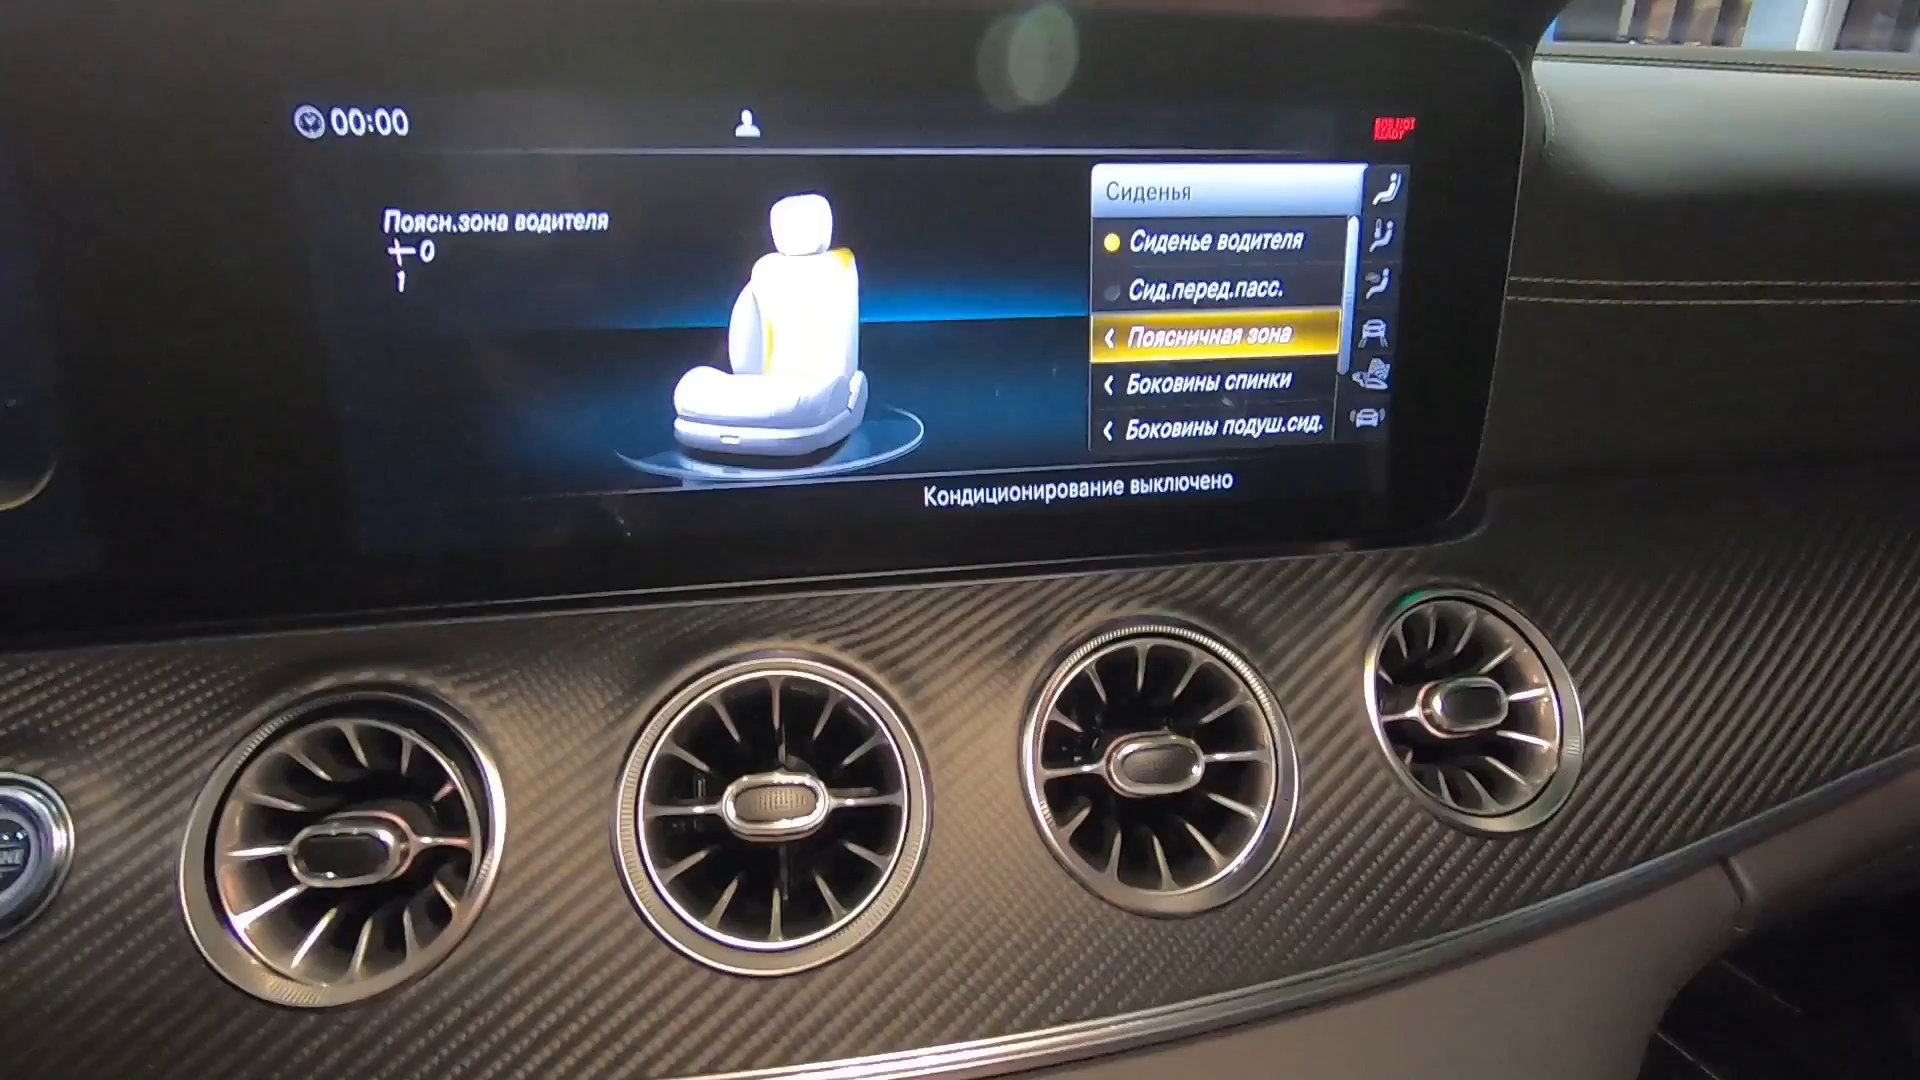 00:00
Поясн.зона водителя
0
1
Сиденья
Сиденье водителя
Сид.перед.пасс.
Поясничная зона
Боковины спинки
Боковины подуш.сид.
Кондиционирование выключено